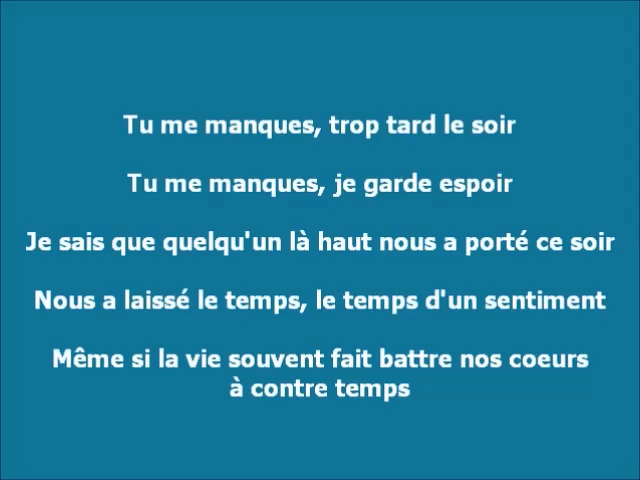 Tu me manques, trop tard le soir
Tu me manques, je garde espoir
Je sais que quelqu'un là haut nous a porté ce soir
Nous a laissé le temps, le temps d'un sentiment
Même si la vie souvent fait battre nos coeurs
à contre temps